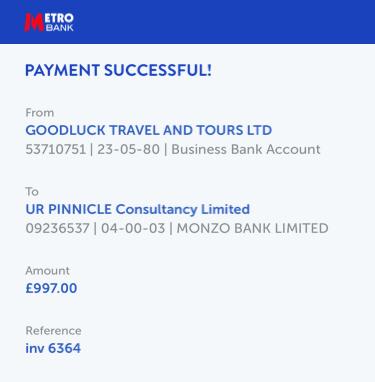 METRO
BANK
PAYMENT SUCCESSFUL!
From
GOODLUCK TRAVEL AND TOURS LTD
53710751 | 23-05-80 | Business Bank Account
To
UR PINNICLE Consultancy Limited
09236537 | 04-00-03 | MONZO BANK LIMITED
Amount
£997.00
Reference
inv 6364